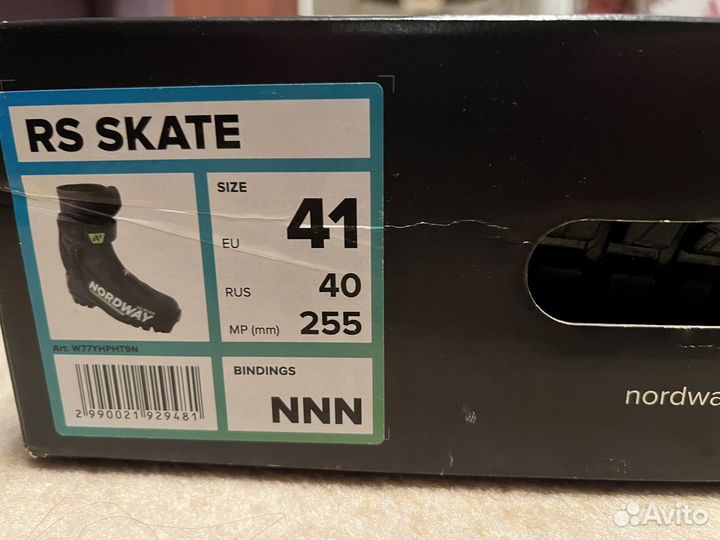 RS SKATE
NORDWAY
Art: W77YHPHT9N
2 990021 929481
SIZE
EU 41
RUS 40
MP (mm) 255
BINDINGS
NNN
nordwa
Avito